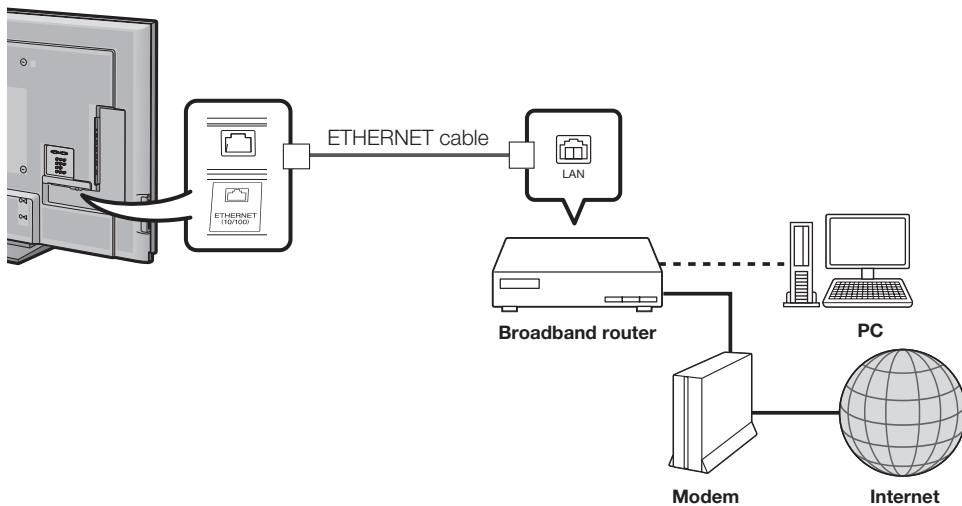 ETHERNET cable
LAN
ETHERNET
(10/100)
Broadband router
PC
Modem
Internet